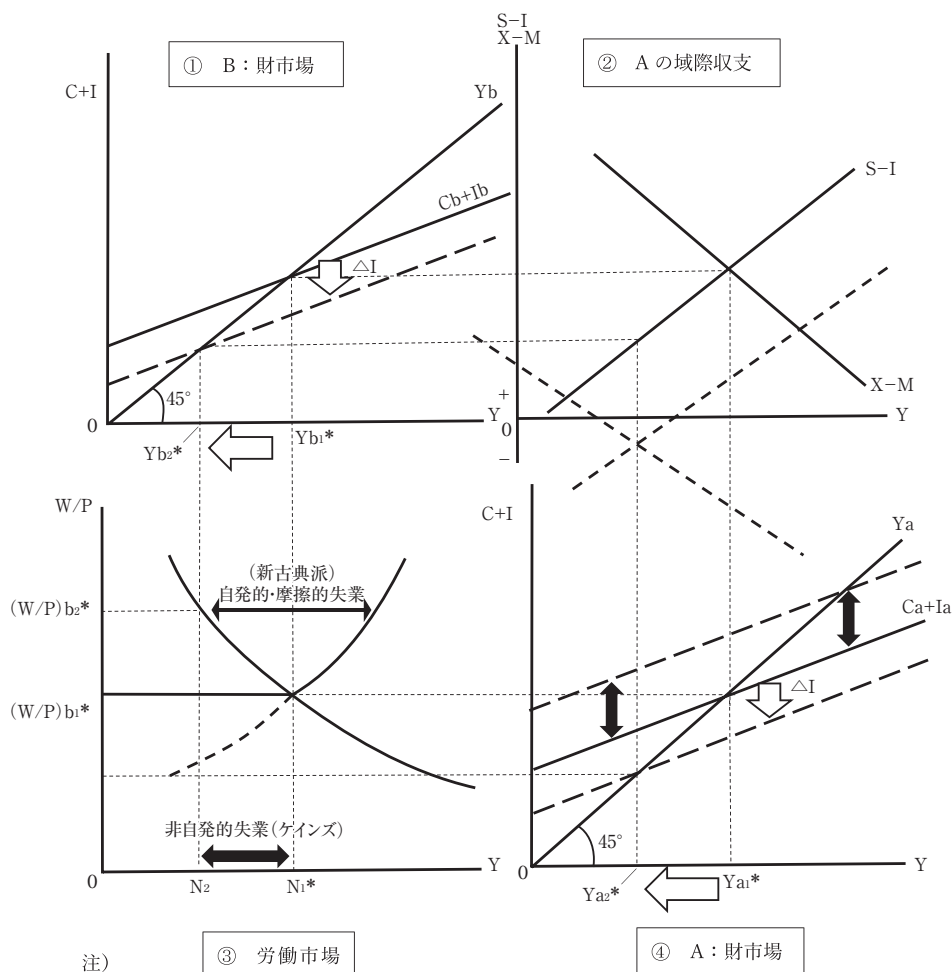 ① B:財市場
C+I
Yb
Cb+Ib
△I
45°
0
Y
Yb₂*
Yb₁*
S−I
X−M
② Aの域際収支
S−I
X−M
+
0
−
Y
W/P
(W/P)b₂*
(W/P)b₁*
(新古典派)
自発的・摩擦的失業
非自発的失業(ケインズ)
0
N₂
N₁*
Y
③ 労働市場
C+I
Ya
Ca+Ia
△I
45°
0
Ya₂*
Ya₁*
Y
④ A:財市場
注)